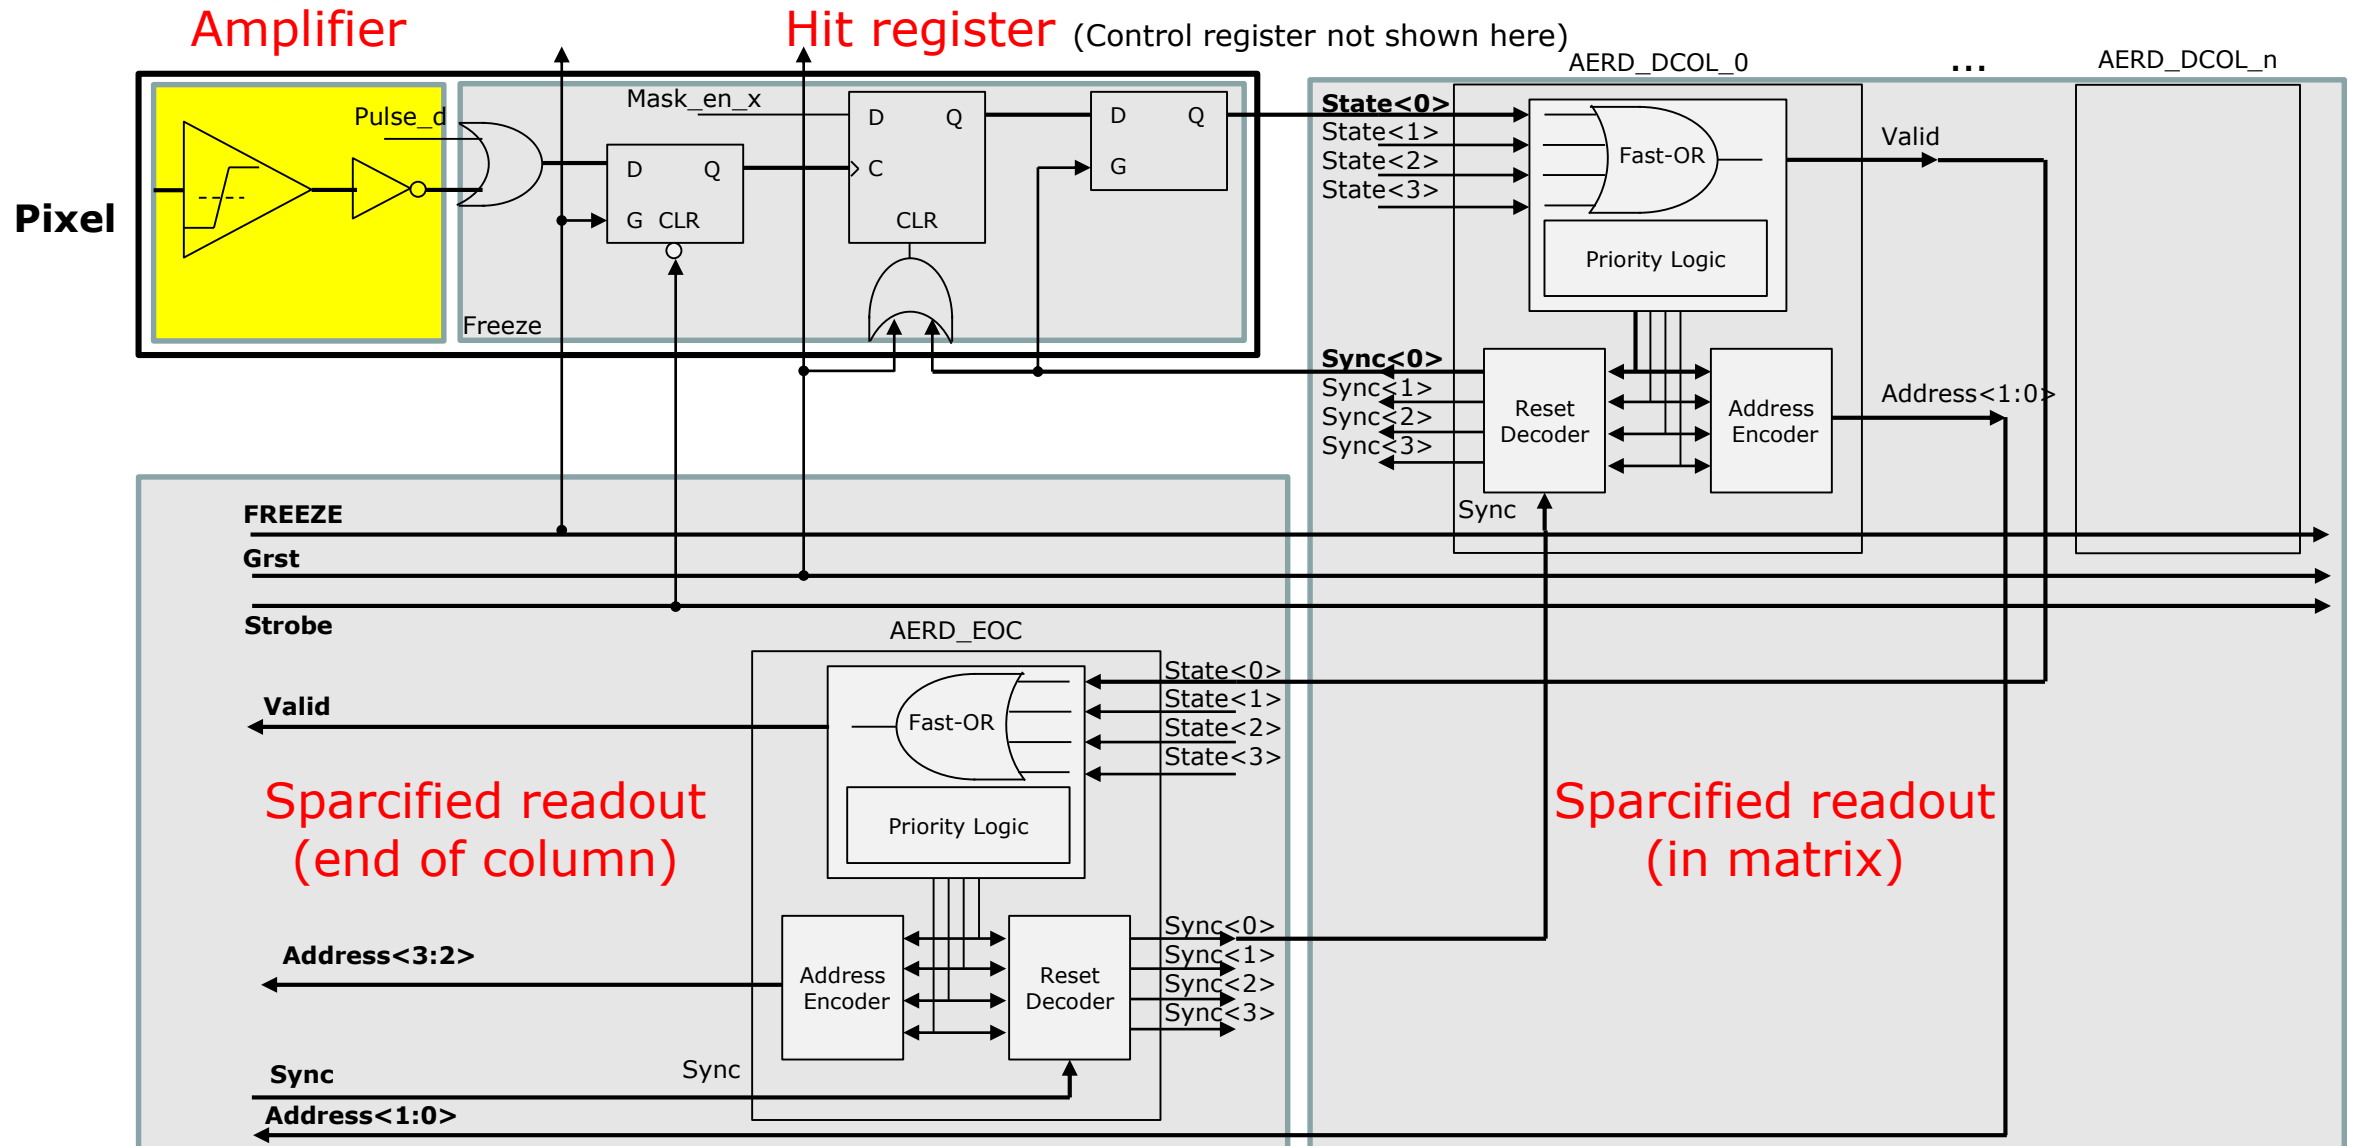 Amplifier
Hit register (Control register not shown here)
AERD_DCOL_0
...
AERD_DCOL_n
Pixel
Pulse_d
Mask_en_x
D
Q
G CLR
D
Q
C
CLR
D
Q
G
Freeze
State<0>
State<1>
State<2>
State<3>
Fast-OR
Priority Logic
Valid
Sync<0>
Sync<1>
Sync<2>
Sync<3>
Reset
Decoder
Address
Encoder
Address<1:0>
Sync
FREEZE
Grst
Strobe
AERD_EOC
State<0>
State<1>
State<2>
State<3>
Fast-OR
Priority Logic
Valid
Sparcified readout
(end of column)
Sparcified readout
(in matrix)
Address<3:2>
Address
Encoder
Reset
Decoder
Sync<0>
Sync<1>
Sync<2>
Sync<3>
Sync
Sync
Address<1:0>